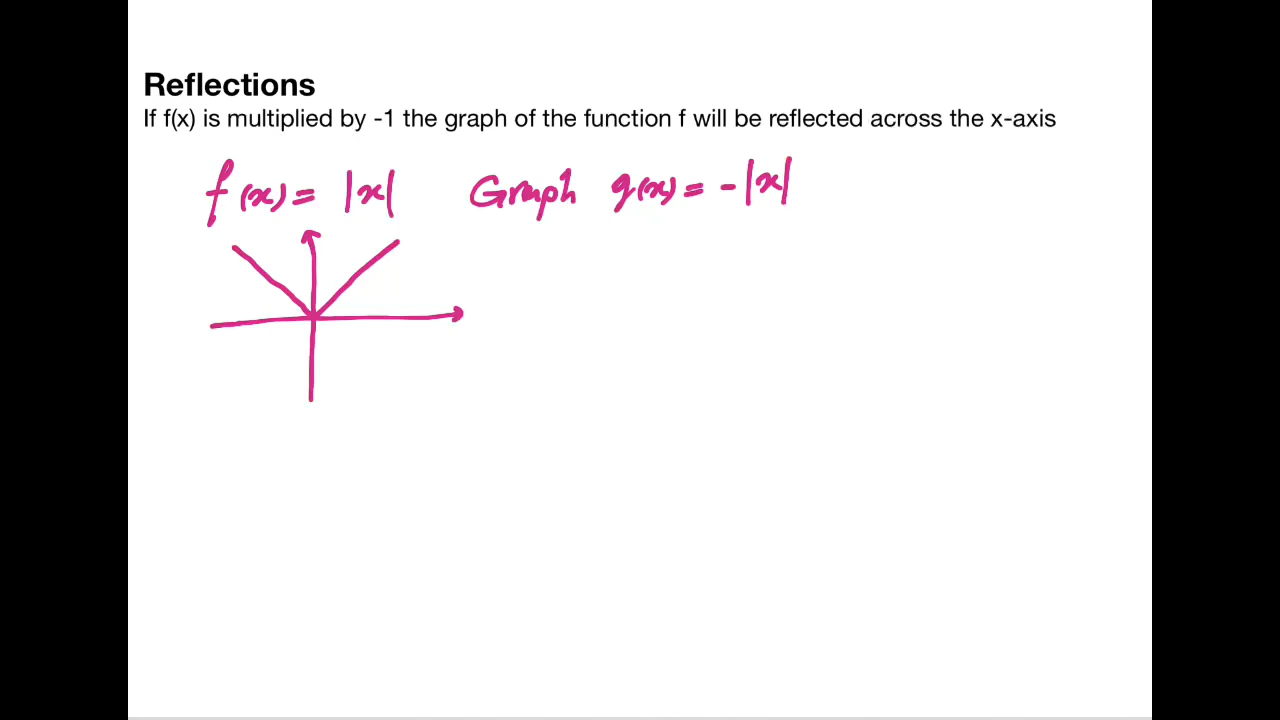 Reflections
If f(x) is multiplied by -1 the graph of the function f will be reflected across the x-axis
f(x) = |x| Graph g(x) = -|x|